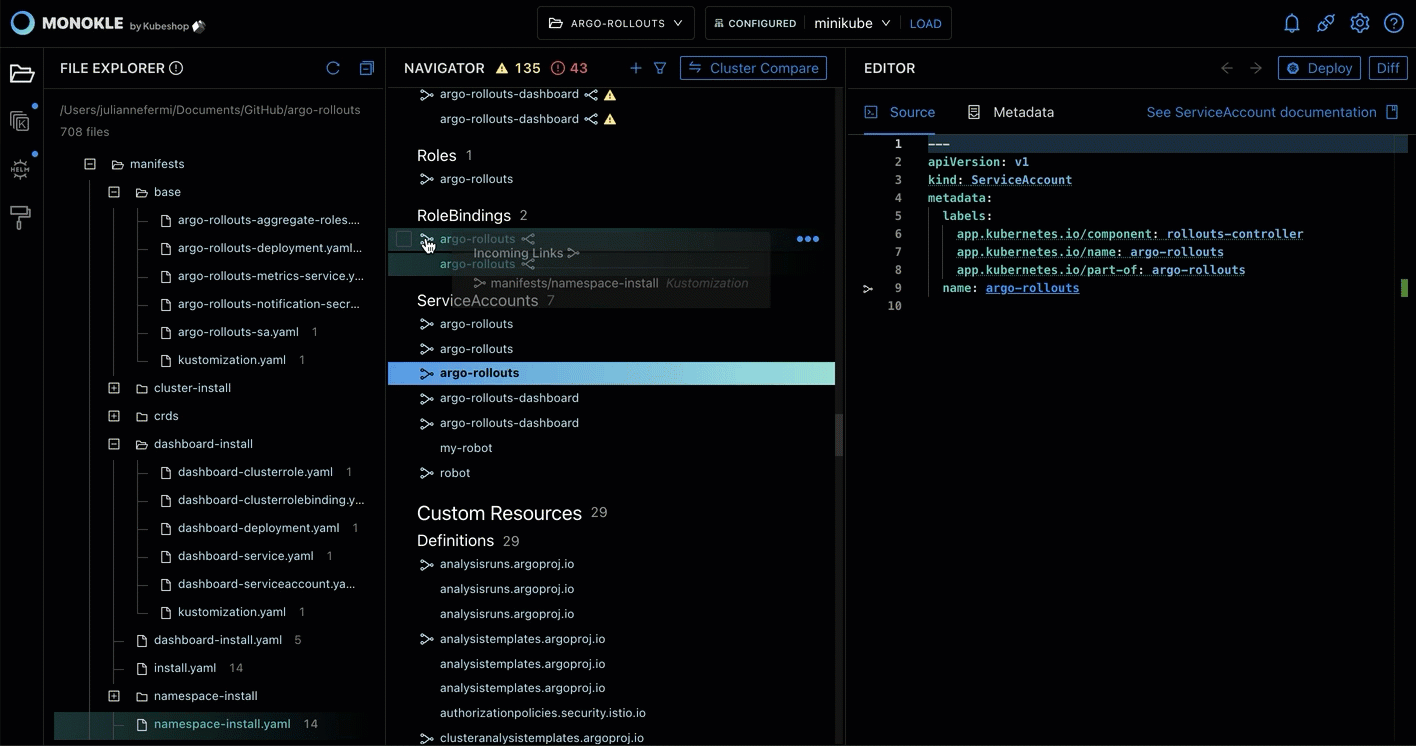 MONOKLE by Kubeshop
ARGO-ROLLOUTS
CONFIGURED minikube LOAD
FILE EXPLORER
/Users/juliannefermi/Documents/GitHub/argo-rollouts
708 files
manifests
base
argo-rollouts-aggregate-roles....
argo-rollouts-deployment.yaml...
argo-rollouts-metrics-service.y...
argo-rollouts-notification-secr...
argo-rollouts-sa.yaml 1
kustomization.yaml 1
cluster-install
crds
dashboard-install
dashboard-clusterrole.yaml 1
dashboard-clusterrolebinding.y...
dashboard-deployment.yaml 1
dashboard-service.yaml 1
dashboard-serviceaccount.ya...
kustomization.yaml 1
dashboard-install.yaml 5
install.yaml 14
namespace-install
namespace-install.yaml 14
K
HELM
NAVIGATOR 135 43
Cluster Compare
argo-rollouts-dashboard
argo-rollouts-dashboard
Roles 1
argo-rollouts
RoleBindings 2
argo-rollouts
Incoming Links
argo-rollouts
manifests/namespace-install Kustomization
ServiceAccounts 7
argo-rollouts
argo-rollouts
argo-rollouts
argo-rollouts-dashboard
argo-rollouts-dashboard
my-robot
robot
Custom Resources 29
Definitions 29
analysisruns.argoproj.io
analysisruns.argoproj.io
analysisruns.argoproj.io
analysistemplates.argoproj.io
analysistemplates.argoproj.io
analysistemplates.argoproj.io
authorizationpolicies.security.istio.io
clusteranalysistemplates.argoproj.io
EDITOR
Deploy
Diff
Source
Metadata
See ServiceAccount documentation
1 ---
2 apiVersion: v1
3 kind: ServiceAccount
4 metadata:
5 labels:
6 app.kubernetes.io/component: rollouts-controller
7 app.kubernetes.io/name: argo-rollouts
8 app.kubernetes.io/part-of: argo-rollouts
9 name: argo-rollouts
10